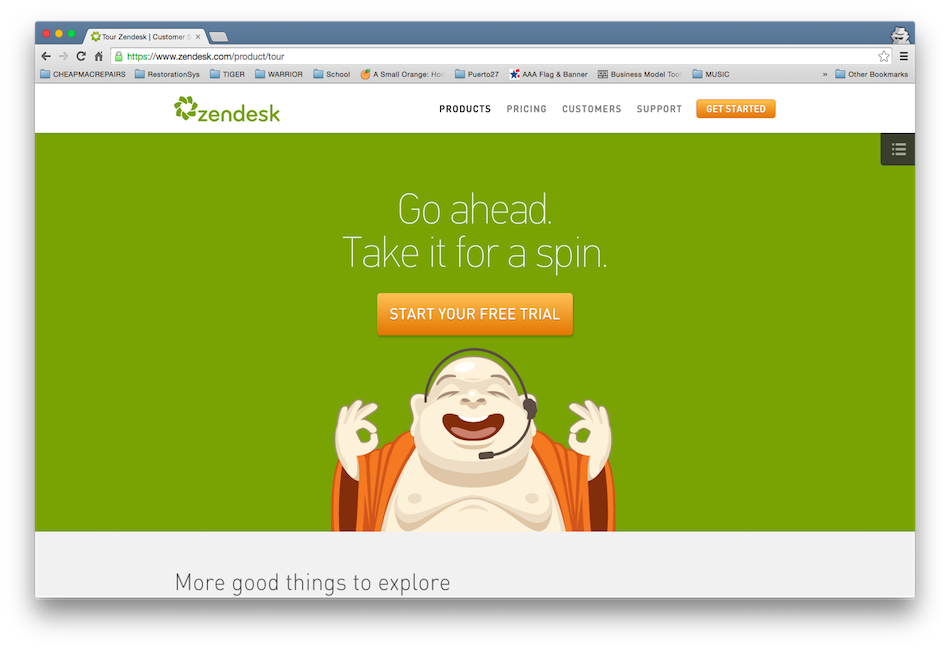 Tour Zendesk | Customer S
https://www.zendesk.com/product/tour
CHEAPMACREPAIRS RestorationSys TIGER WARRIOR School A Small Orange: Ho Puerto27 AAA Flag & Banner Business Model Too MUSIC » Other Bookmarks
zendesk
PRODUCTS PRICING CUSTOMERS SUPPORT GET STARTED
Go ahead.
Take it for a spin.
START YOUR FREE TRIAL
More good things to explore